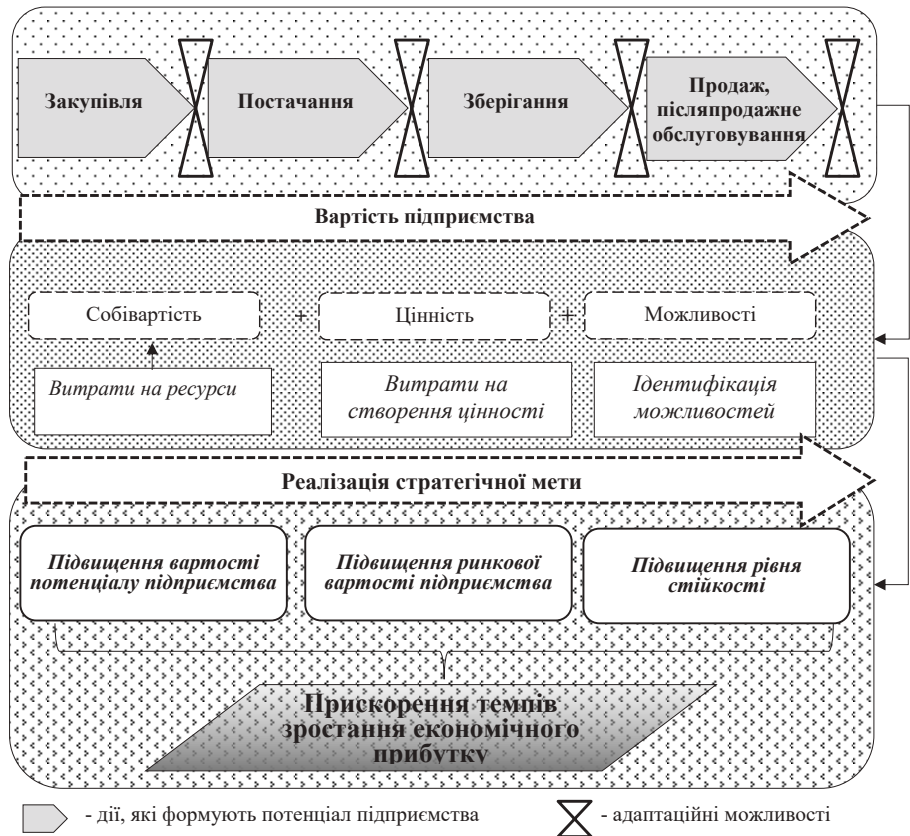 Закупівля
Постачання
Зберігання
Продаж,
післяпродажне
обслуговування
Вартість підприємства
Собівартість
+
Цінність
+
Можливості
Витрати на ресурси
Витрати на
створення цінності
Ідентифікація
можливостей
Реалізація стратегічної мети
Підвищення вартості
потенціалу підприємства
Підвищення ринкової
вартості підприємства
Підвищення рівня
стійкості
Прискорення темпів
зростання економічного
прибутку
- дії, які формують потенціал підприємства
- адаптаційні можливості